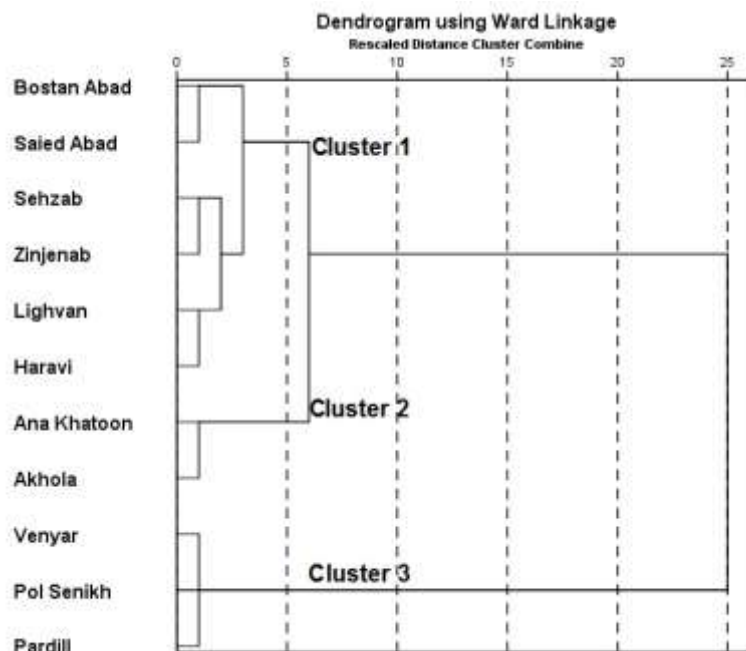 Dendrogram using Ward Linkage
Rescaled Distance Cluster Combine
0 5 10 15 20 25
Bostan Abad
Saied Abad
Cluster 1
Sehzab
Zinjenab
Lighvan
Haravi
Cluster 2
Ana Khatoon
Akhola
Venyar
Cluster 3
Pol Senikh
Pardill